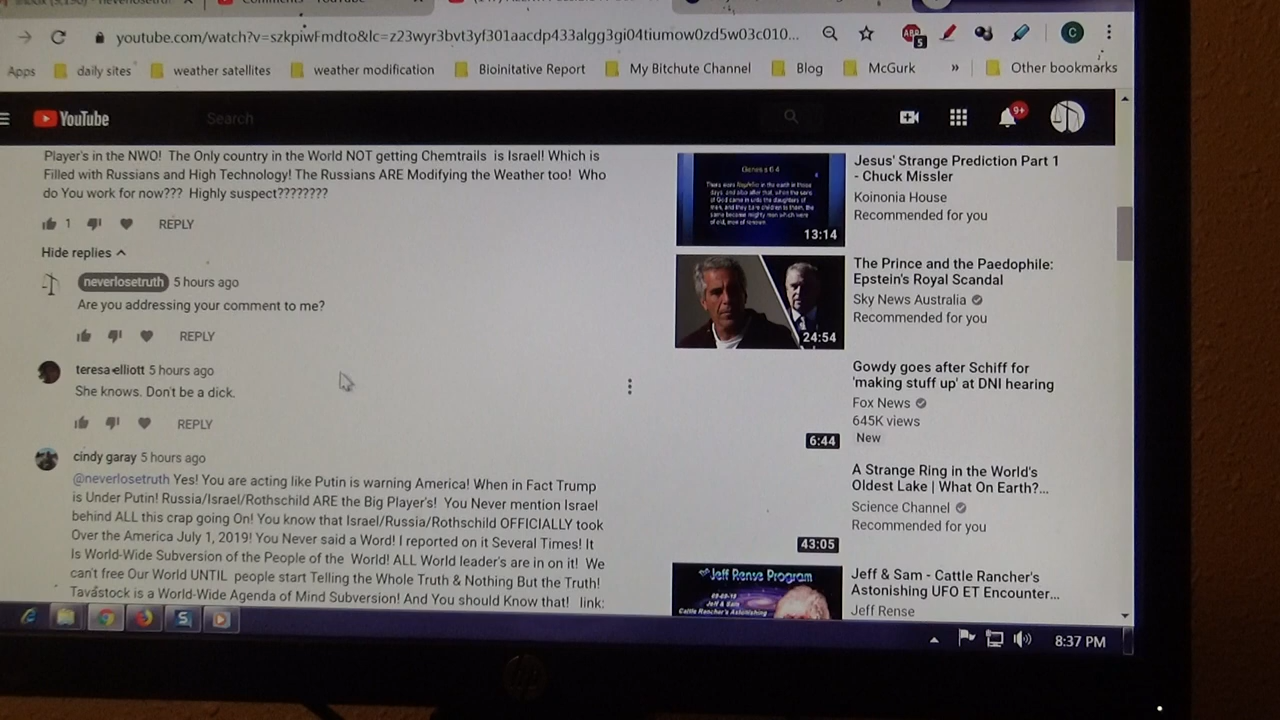 youtube.com/watch?v=szkpiwFmdto&lc=z23wyr3bvt3yf301aacdp433algg3gi04tiumow0zd5w03c010...
ABP
5
C
Apps daily sites weather satellites weather modification Bioinitative Report My Bitchute Channel Blog McGurk » Other bookmarks
YouTube
Search
9+
Player's in the NWO! The Only country in the World NOT getting Chemtrails is Israel! Which is
Filled with Russians and High Technology! The Russians ARE Modifying the Weather too! Who
do You work for now??? Highly suspect????????
1 REPLY
Hide replies
neverlosetruth 5 hours ago
Are you addressing your comment to me?
REPLY
teresa elliott 5 hours ago
She knows. Don't be a dick.
REPLY
cindy garay 5 hours ago
@neverlosetruth Yes! You are acting like Putin is warning America! When in Fact Trump
is Under Putin! Russia/Israel/Rothschild ARE the Big Player's! You Never mention Israel
behind ALL this crap going On! You know that Israel/Russia/Rothschild OFFICIALLY took
Over the America July 1, 2019! You Never said a Word! I reported on it Several Times! It
Is World-Wide Subversion of the People of the World! ALL World leader's are in on it! We
can't free Our World UNTIL people start Telling the Whole Truth & Nothing But the Truth!
Tavastock is a World-Wide Agenda of Mind Subversion! And You should Know that! link:
13:14
Jesus' Strange Prediction Part 1
- Chuck Missler
Koinonia House
Recommended for you
24:54
The Prince and the Paedophile:
Epstein's Royal Scandal
Sky News Australia
Recommended for you
6:44
Gowdy goes after Schiff for
'making stuff up' at DNI hearing
Fox News
645K views
New
43:05
A Strange Ring in the World's
Oldest Lake | What On Earth?...
Science Channel
Recommended for you
Jeff Rense Program
Jeff & Sam
Cattle Rancher's Astonishing
Jeff & Sam - Cattle Rancher's
Astonishing UFO ET Encounter...
Jeff Rense
8:37 PM